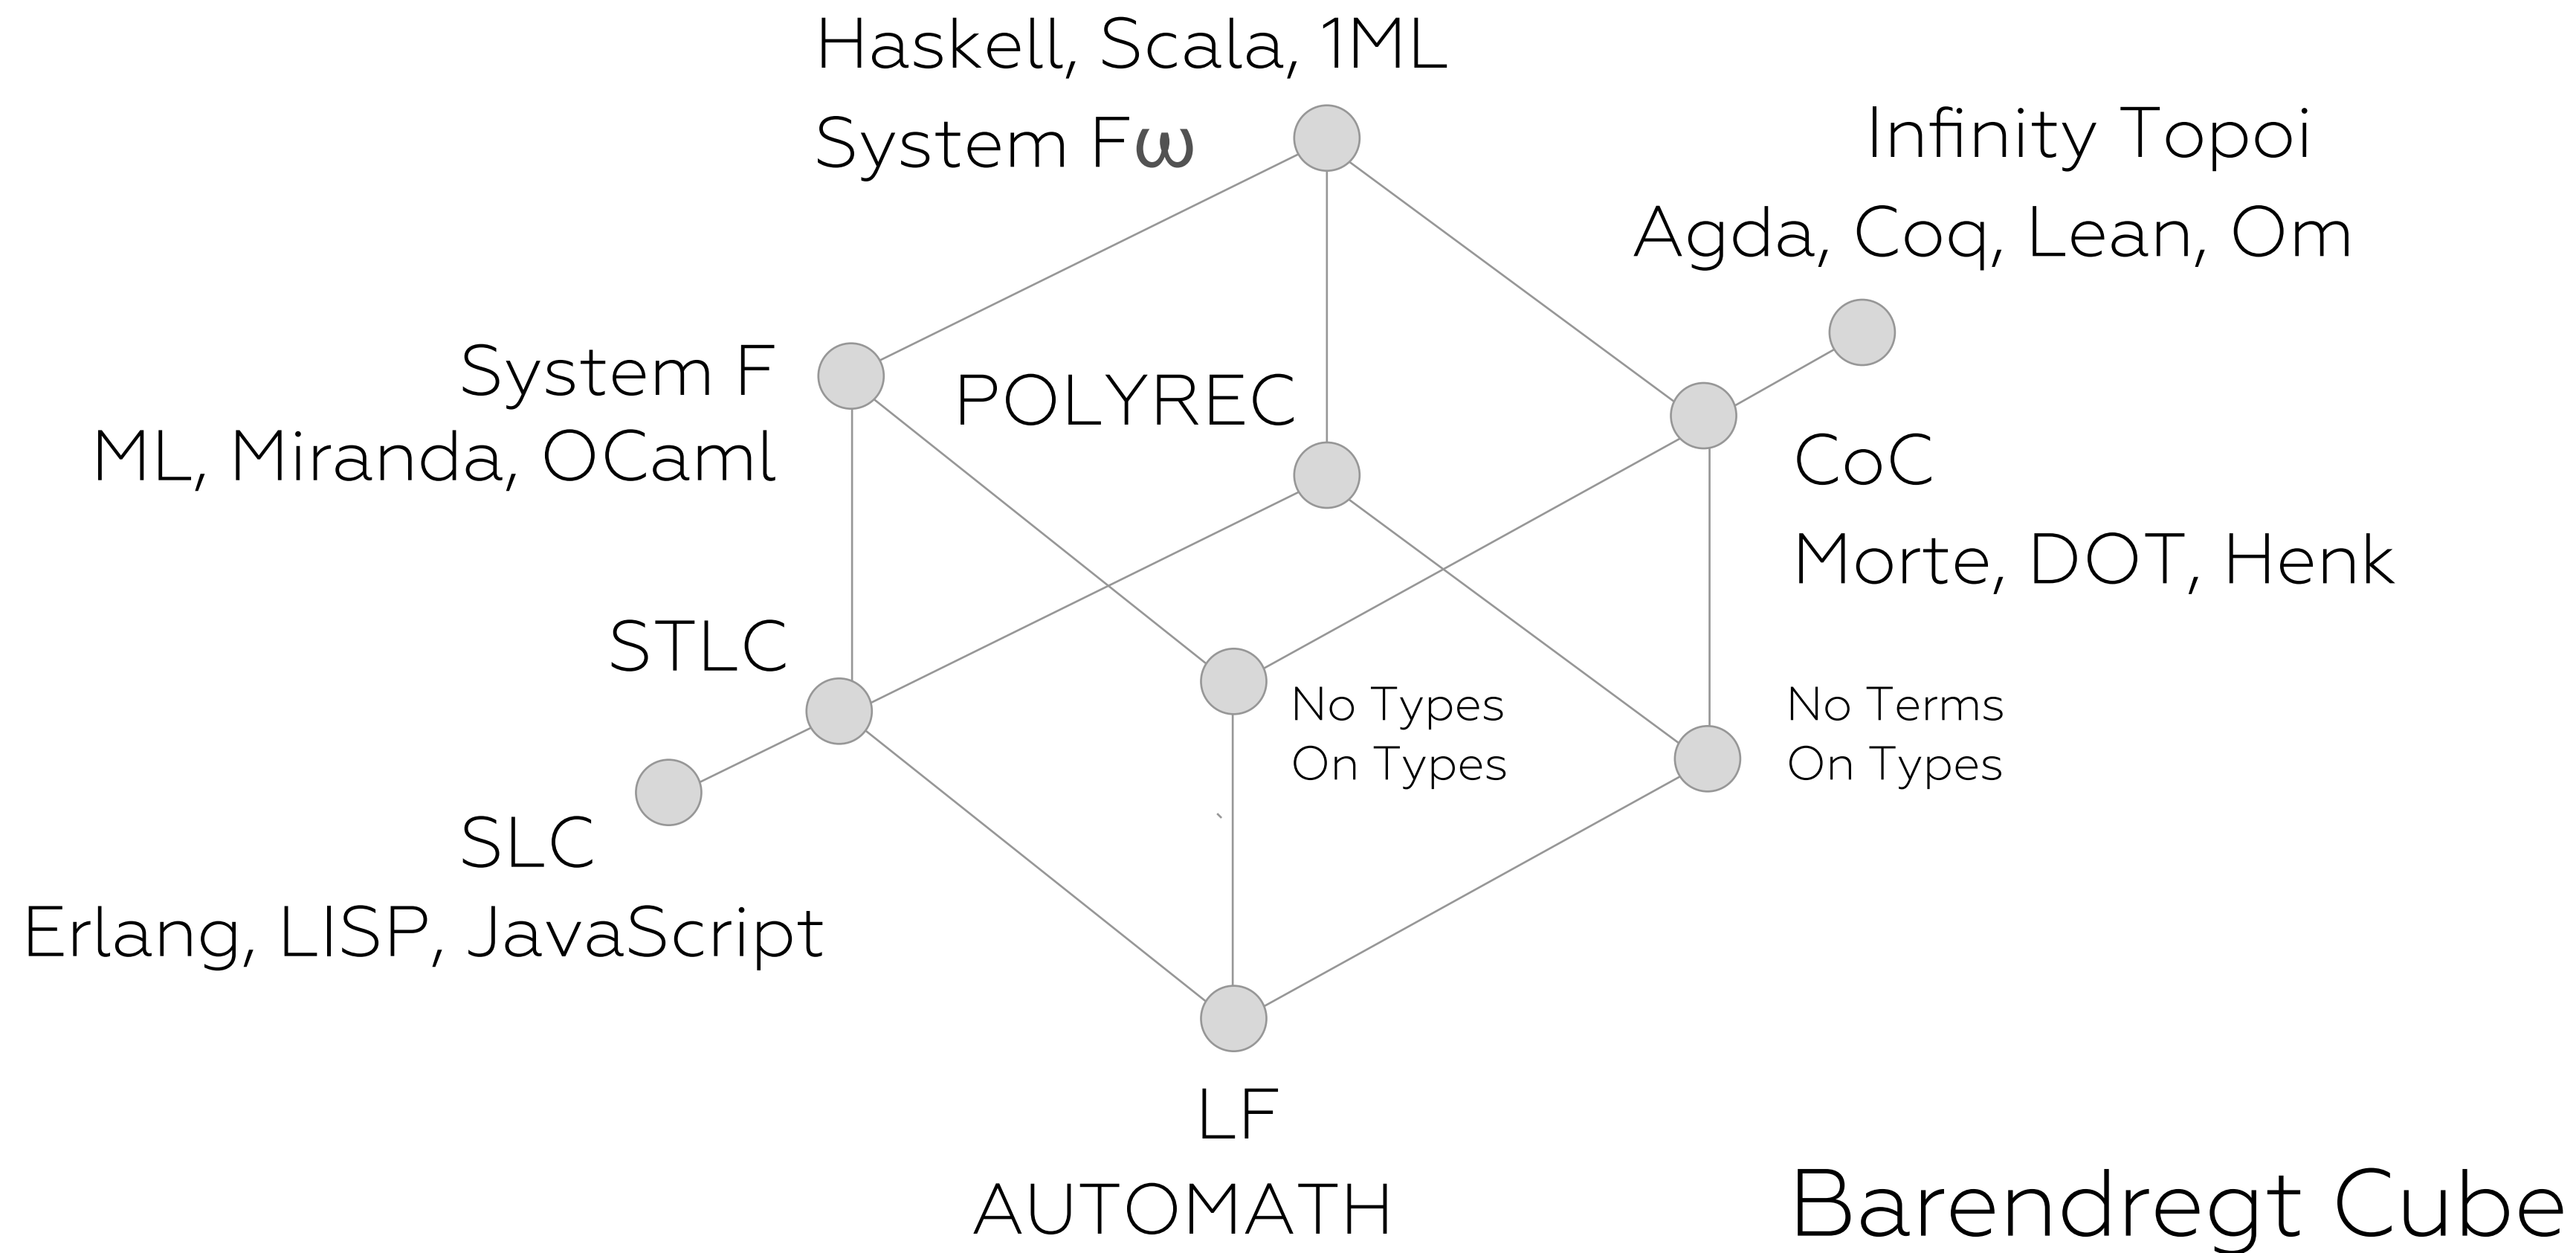 Haskell, Scala, 1ML
System Fω
Infinity Topoi
Agda, Coq, Lean, Om
System F
ML, Miranda, OCaml
POLYREC
CoC
Morte, DOT, Henk
STLC
No Types
On Types
No Terms
On Types
SLC
Erlang, LISP, JavaScript
LF
AUTOMATH
Barendregt Cube